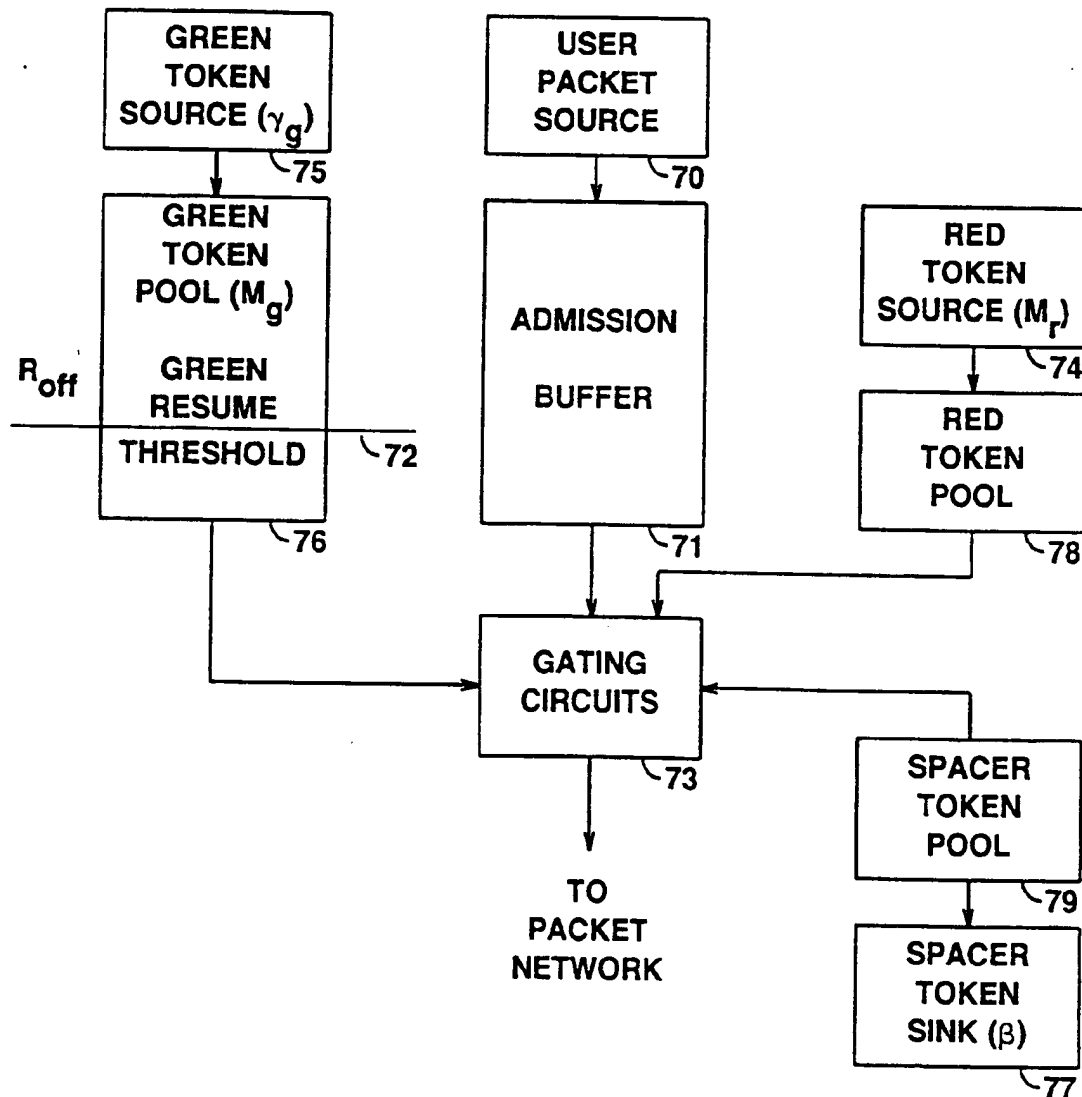 GREEN
TOKEN
SOURCE (γg)
75
USER
PACKET
SOURCE
70
GREEN
TOKEN
POOL (Mg)
Roff
GREEN
RESUME
THRESHOLD
72
76
ADMISSION
BUFFER
71
RED
TOKEN
SOURCE (Mr)
74
RED
TOKEN
POOL
78
GATING
CIRCUITS
73
SPACER
TOKEN
POOL
79
TO
PACKET
NETWORK
SPACER
TOKEN
SINK (β)
77